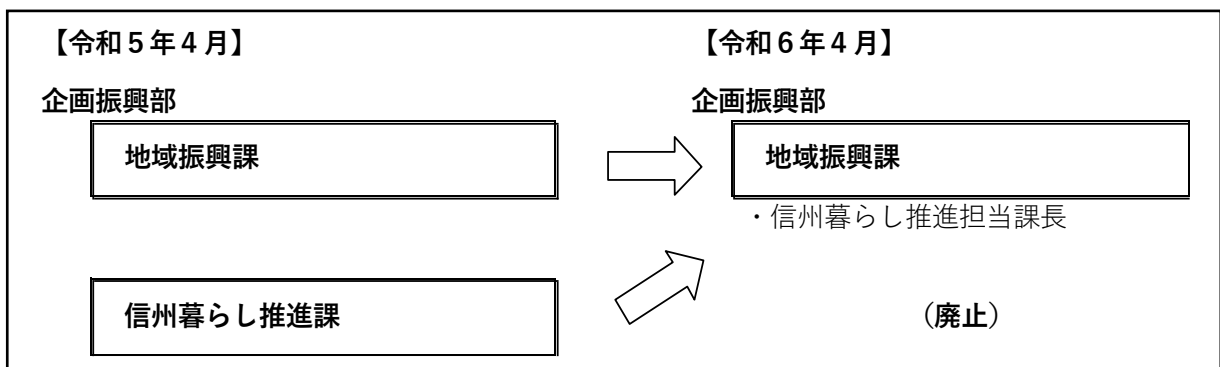 【令和５年４月】
企画振興部
地域振興課
信州暮らし推進課
【令和６年４月】
企画振興部
地域振興課
・信州暮らし推進担当課長
（廃止）